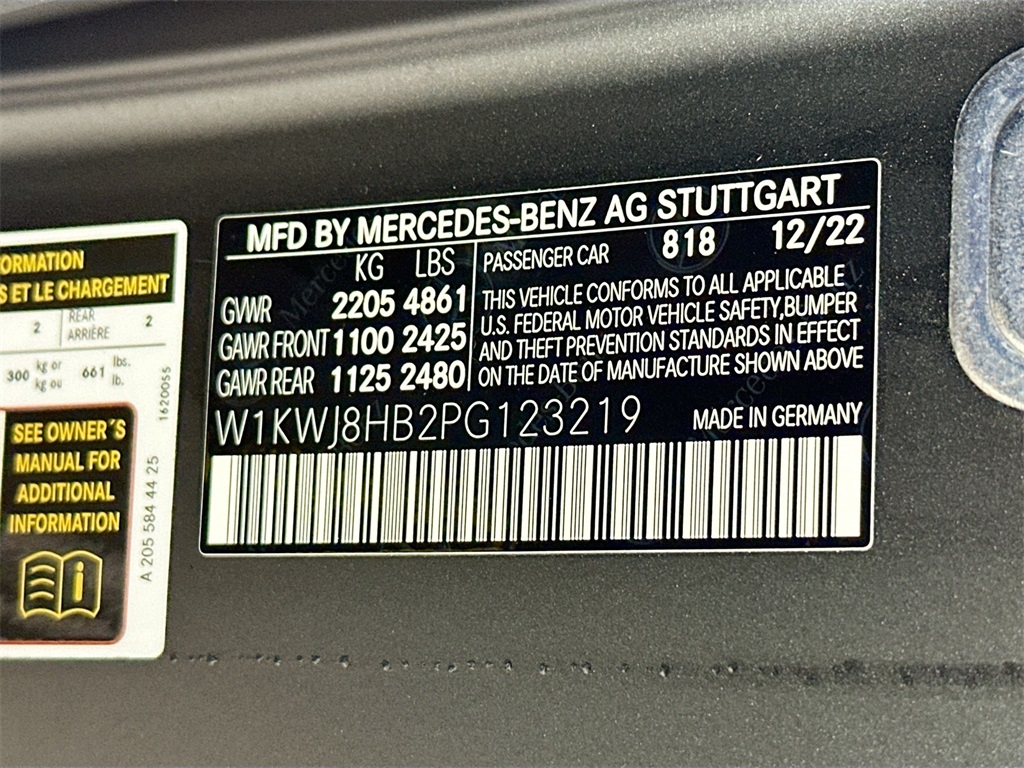 MFD BY MERCEDES-BENZ AG STUTTGART
KG LBS
GVWR 2205 4861
GAWR FRONT 1100 2425
GAWR REAR 1125 2480
PASSENGER CAR 818 12/22
THIS VEHICLE CONFORMS TO ALL APPLICABLE
U.S. FEDERAL MOTOR VEHICLE SAFETY,BUMPER
AND THEFT PREVENTION STANDARDS IN EFFECT
ON THE DATE OF MANUFACTURE SHOWN ABOVE
W1KWJ8HB2PG123219 MADE IN GERMANY
ORMATION
S ET LE CHARGEMENT
2 REAR 2
ARRIÈRE
300 kg or 661 lbs.
kg ou lb.
1620055
SEE OWNER´S
MANUAL FOR
ADDITIONAL
INFORMATION
i
A 205 584 44 25